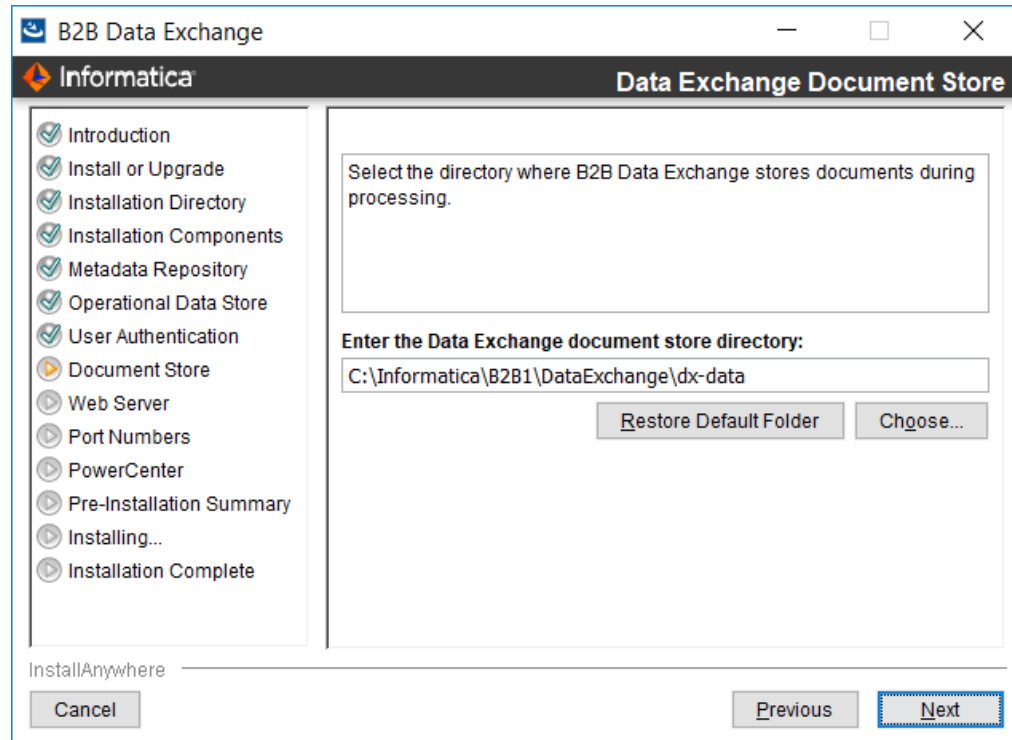 B2B Data Exchange
Informatica
Data Exchange Document Store
Introduction
Install or Upgrade
Installation Directory
Installation Components
Metadata Repository
Operational Data Store
User Authentication
Document Store
Web Server
Port Numbers
PowerCenter
Pre-Installation Summary
Installing...
Installation Complete
Select the directory where B2B Data Exchange stores documents during
processing.
Enter the Data Exchange document store directory:
C:\Informatica\B2B1\DataExchange\dx-data
Restore Default Folder
Choose...
InstallAnywhere
Cancel
Previous
Next